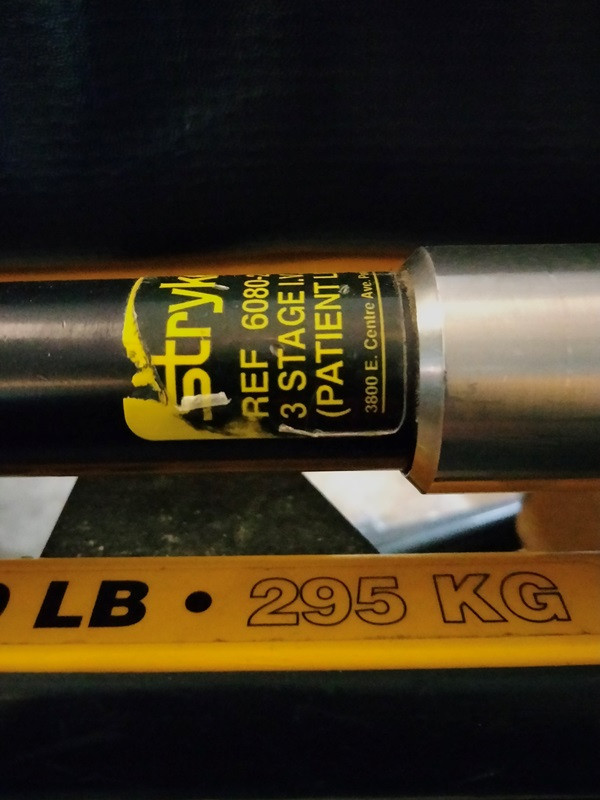 stryk
REF 6080-
3 STAGE I.V
(PATIENT L
3800 E. Centre Ave. P
LB • 295 KG